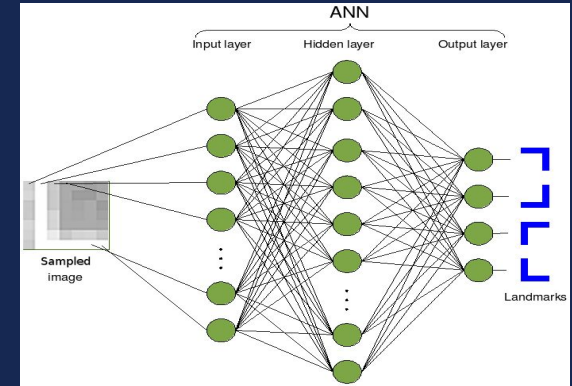 ANN
Input layer
Hidden layer
Output layer
Sampled
image
Landmarks